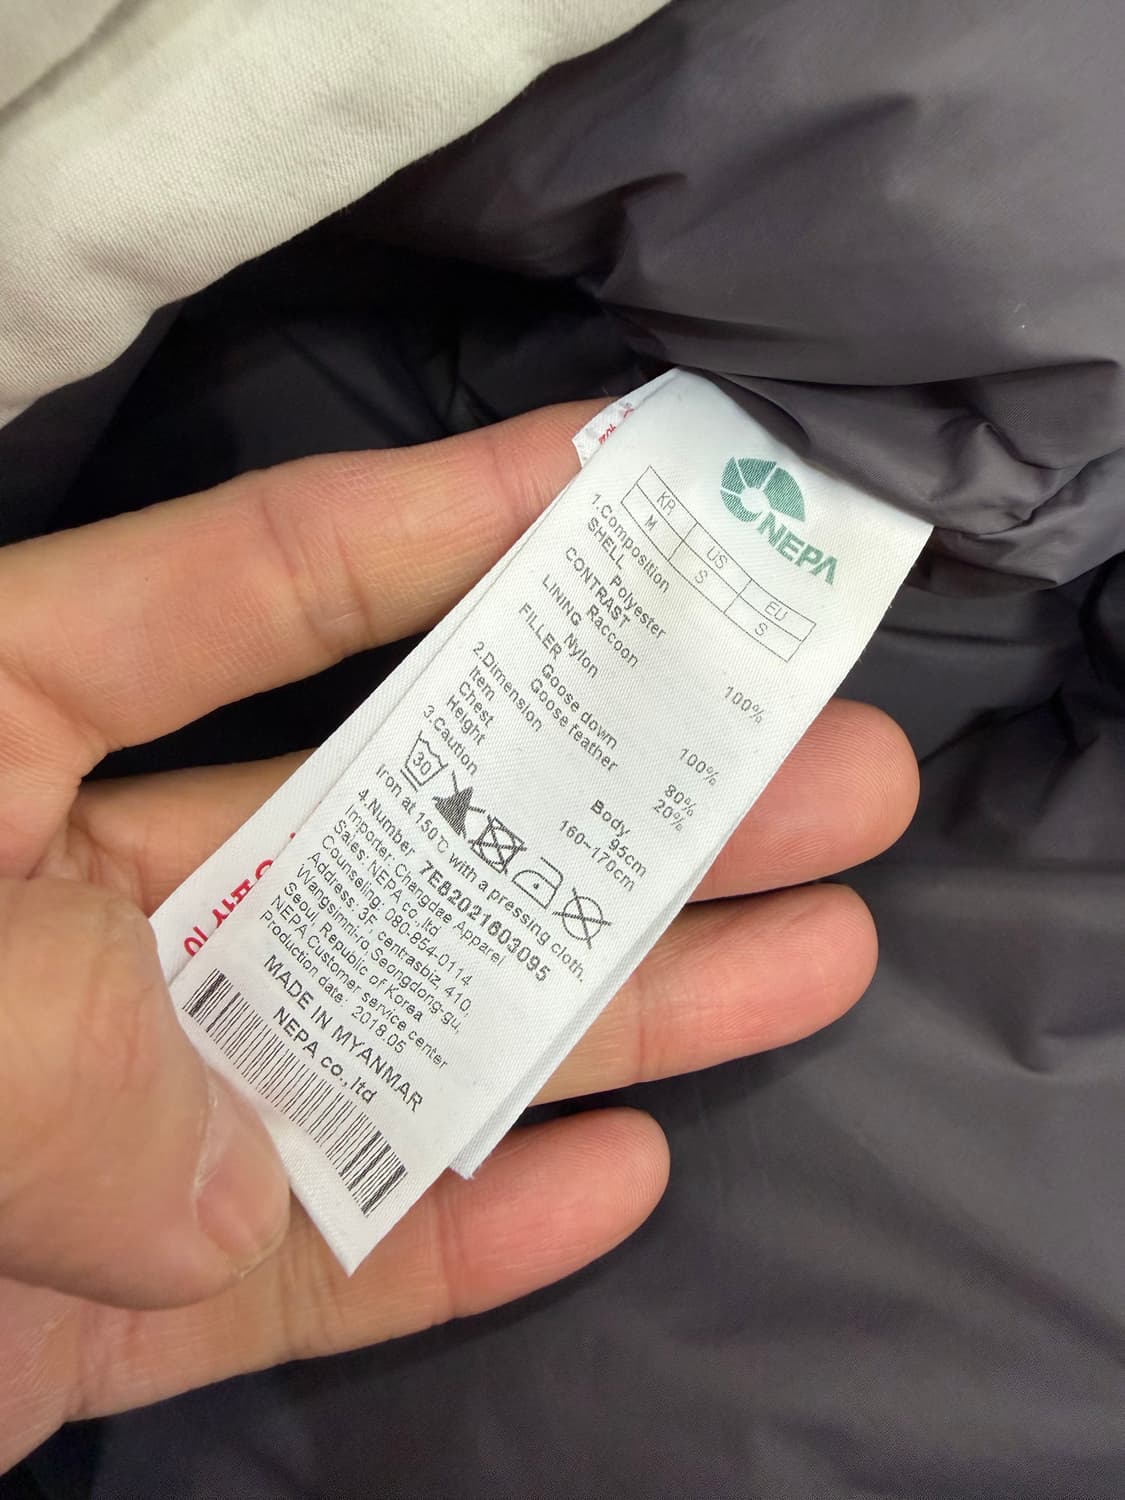 NEPA
KR US EU
M S S
1.Composition
SHELL
Polyester 100%
CONTRAST
Raccoon
LINING
Nylon 100%
FILLER
Goose down 80%
Goose feather 20%
2.Dimension
Item Body
Chest 95cm
Height 160~170cm
3.Caution
30
Iron at 150℃ with a pressing cloth.
4.Number 7E82021603095
Importer: Changdae Apparel
Sales: NEPA co.,ltd
Counseling: 080-854-0114
Address: 3F, centrasbiz, 410,
Wangsimni-ro, Seongdong-gu,
Seoul, Republic of Korea
NEPA Customer service center
Production date: 2018.05
MADE IN MYANMAR
NEPA co.,ltd